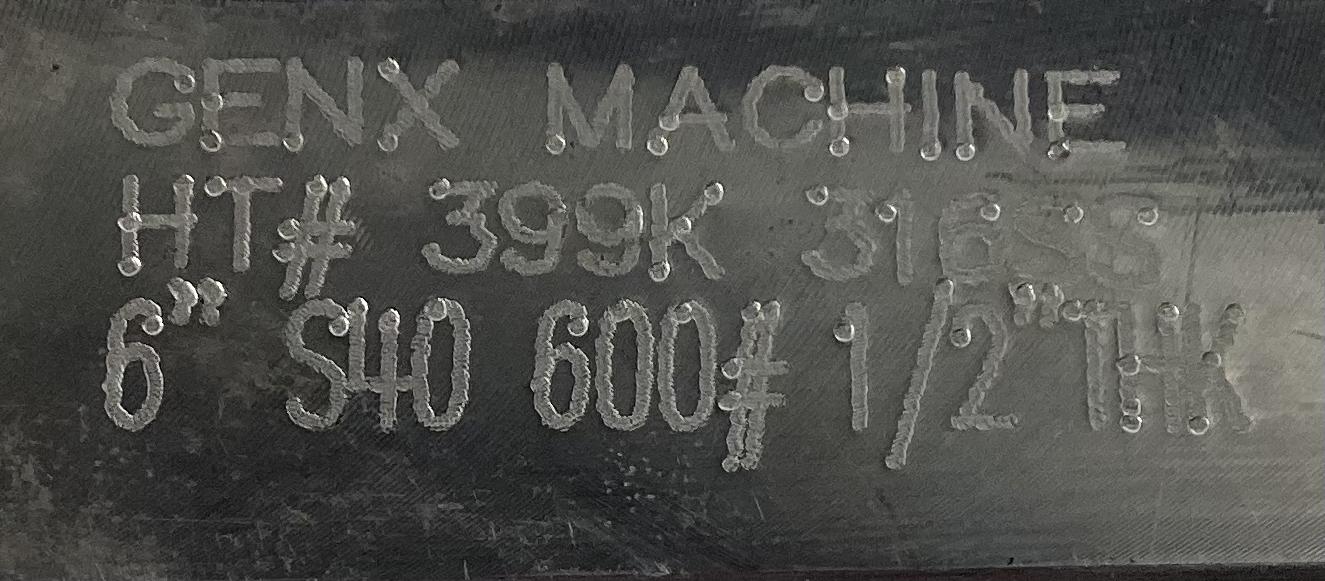 GENX MACHINE
HT# 399K 316SS
6" S40 600# 1/2" THK